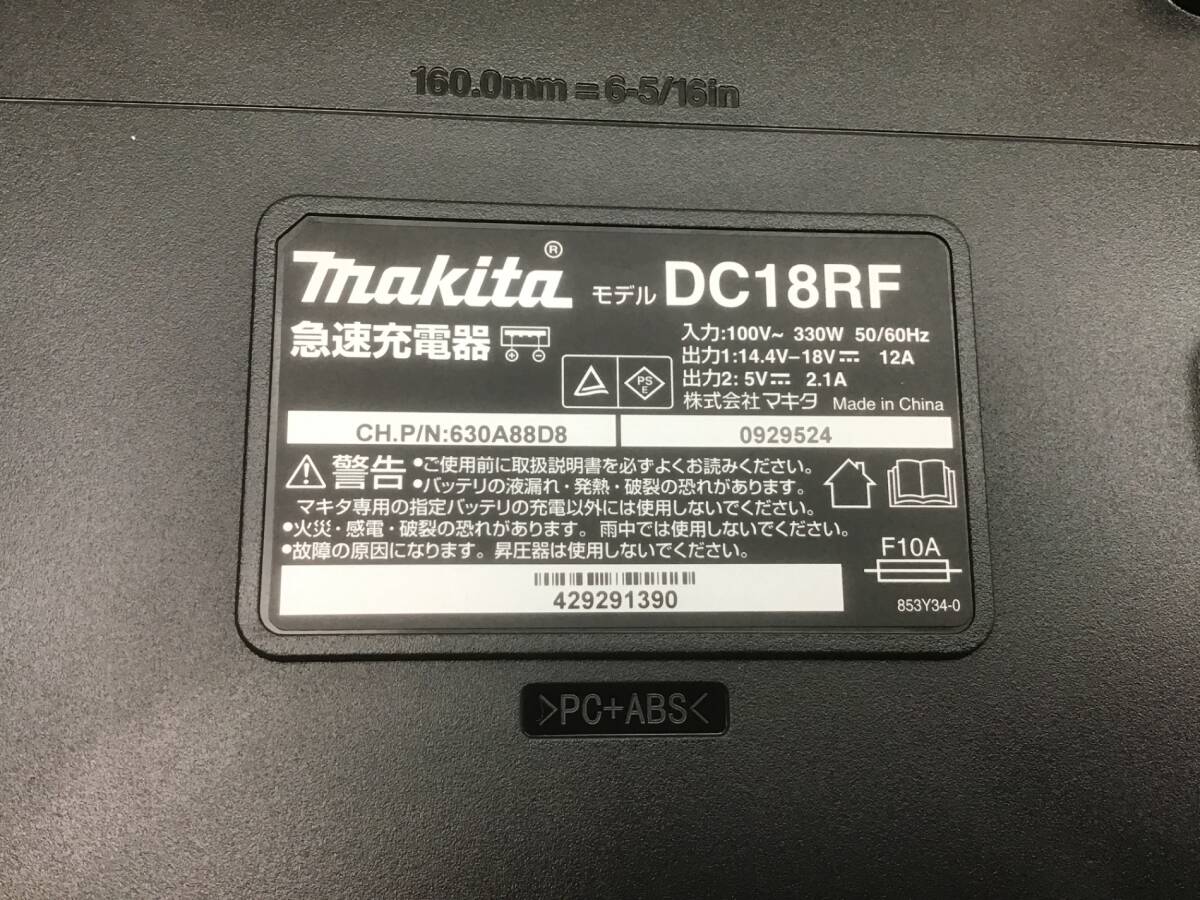 160.0mm = 6-5/16in
makita® モデル DC18RF
急速充電器
入力:100V~ 330W 50/60Hz
出力1:14.4V-18V⎓ 12A
出力2: 5V⎓ 2.1A
PS E
株式会社マキタ Made in China
CH.P/N:630A88D8 0929524
⚠警告 •ご使用前に取扱説明書を必ずよくお読みください。
•バッテリの液漏れ・発熱・破裂の恐れがあります。
マキタ専用の指定バッテリの充電以外には使用しないでください。
•火災・感電・破裂の恐れがあります。雨中では使用しないでください。
•故障の原因になります。昇圧器は使用しないでください。
F10A
429291390
853Y34-0
>PC+ABS<